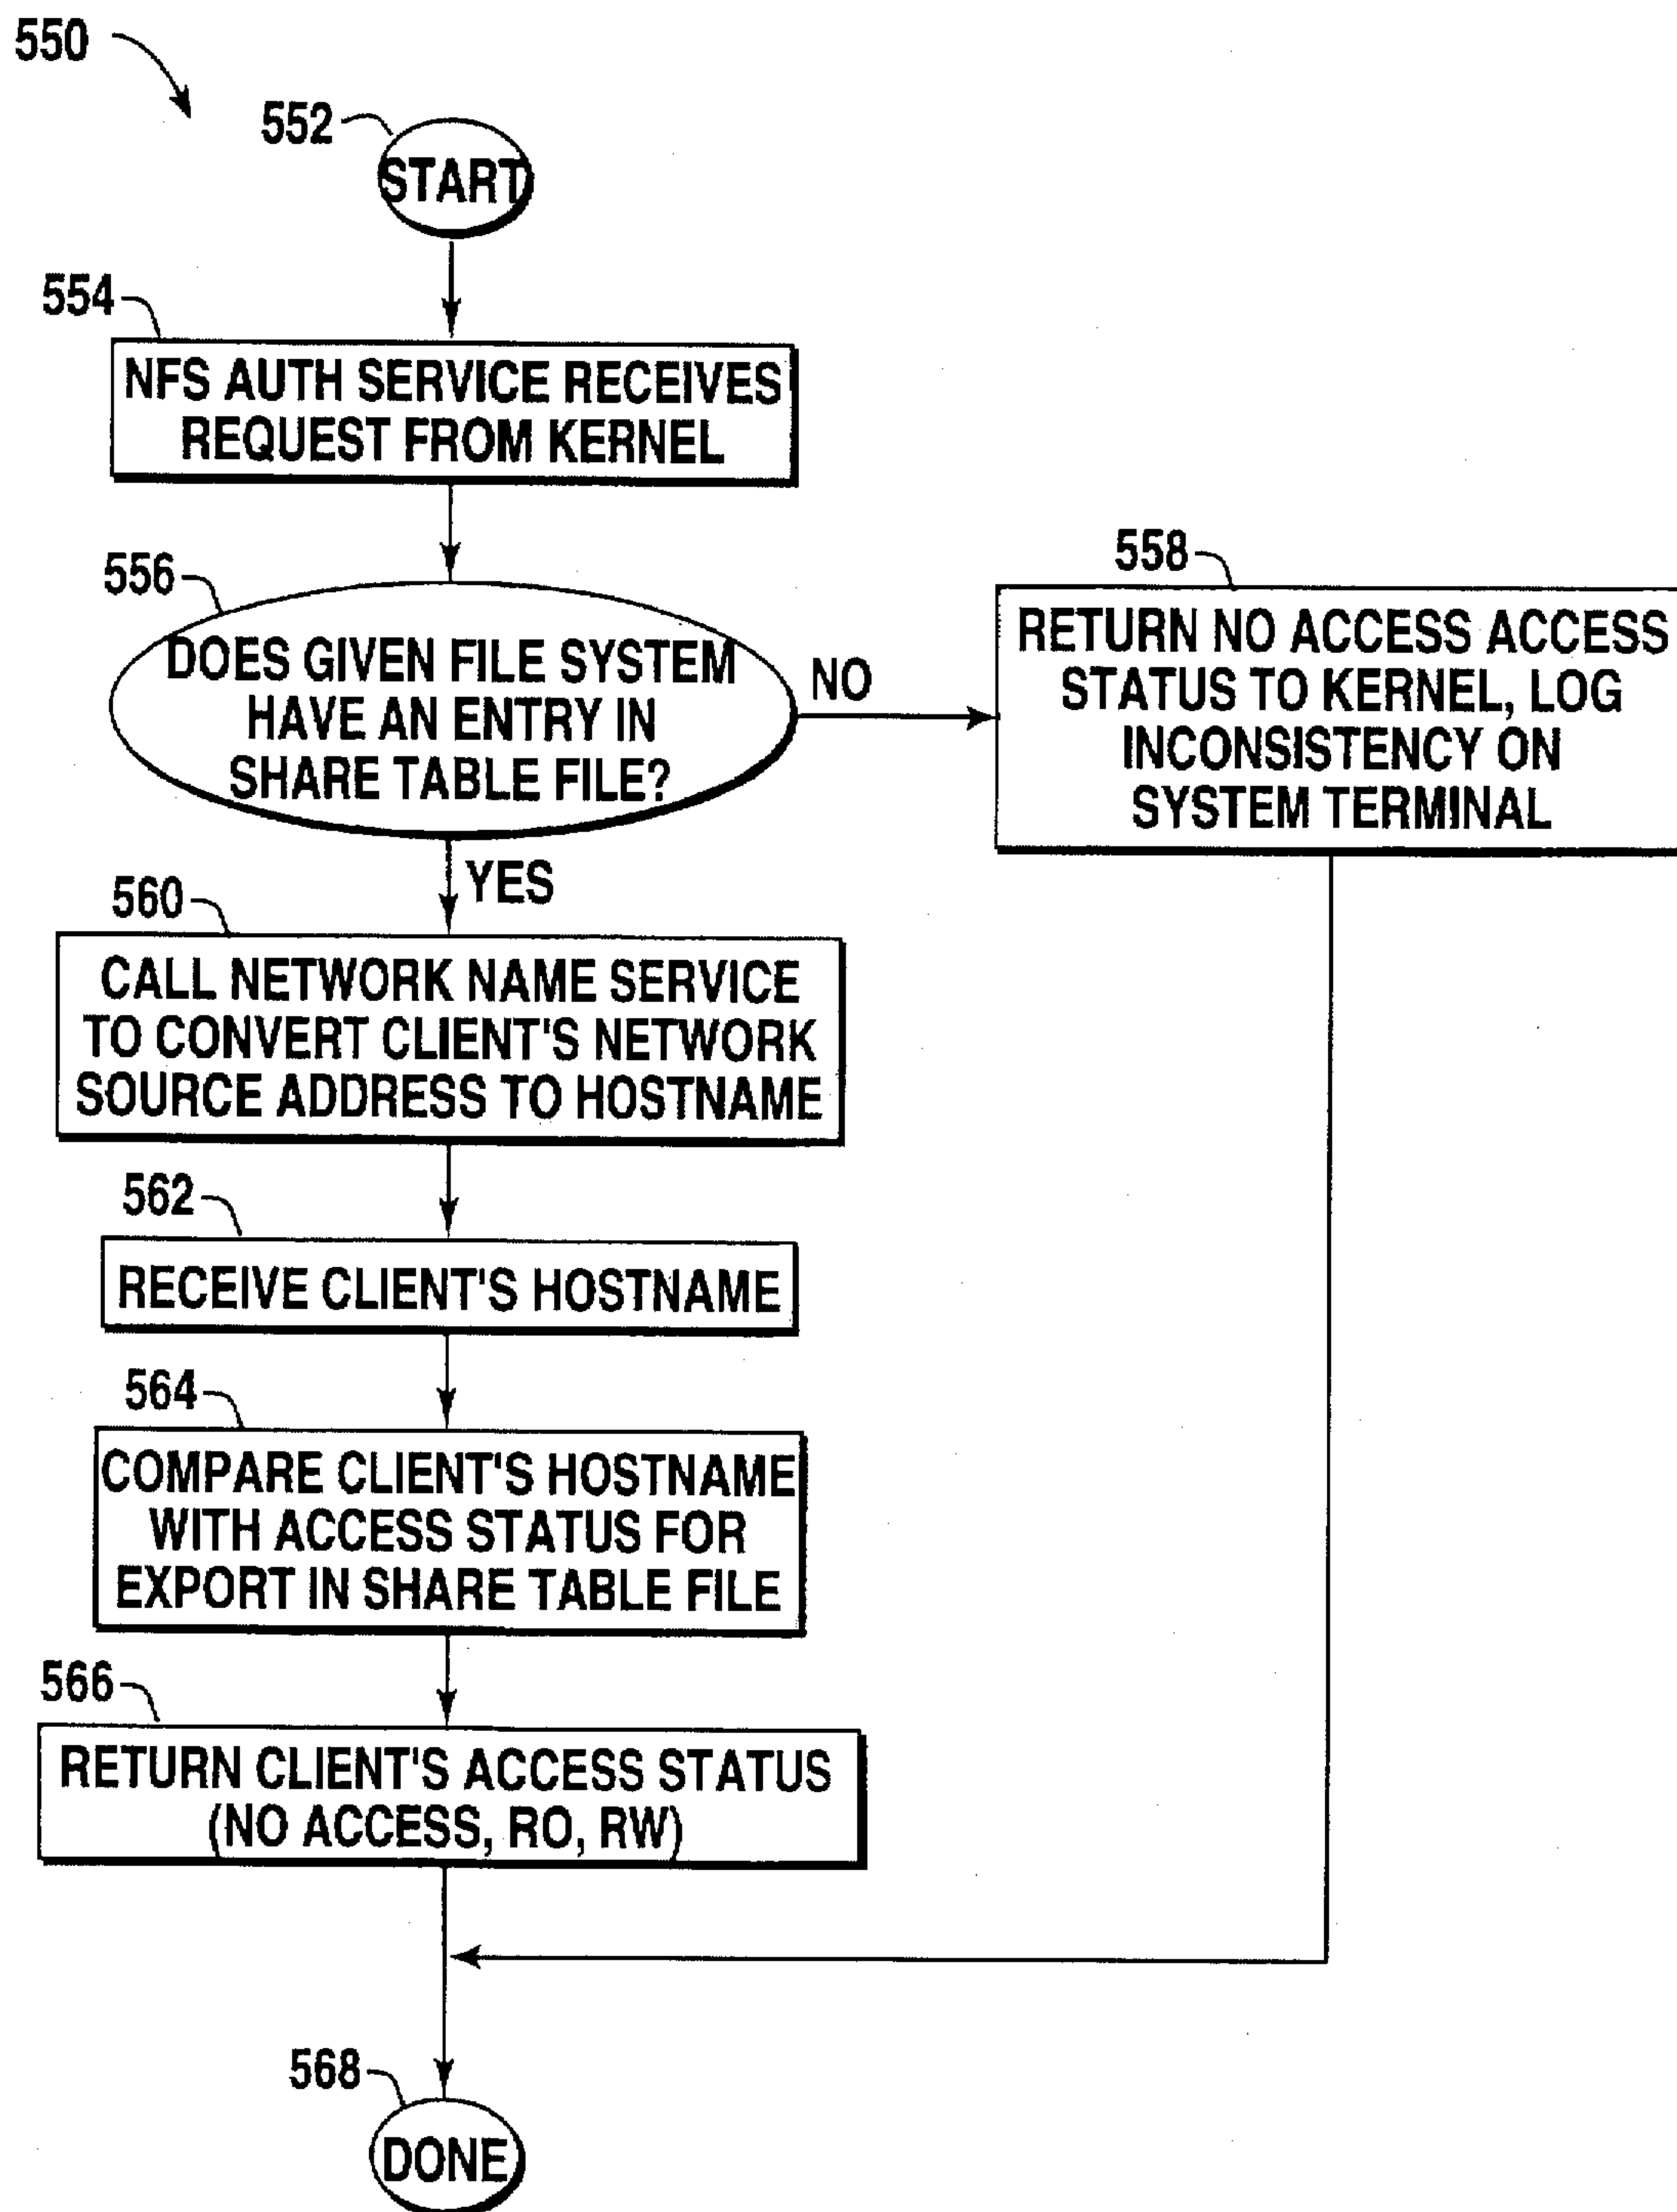 550
552
START
554
NFS AUTH SERVICE RECEIVES
REQUEST FROM KERNEL
556
DOES GIVEN FILE SYSTEM
HAVE AN ENTRY IN
SHARE TABLE FILE?
NO
558
RETURN NO ACCESS ACCESS
STATUS TO KERNEL, LOG
INCONSISTENCY ON
SYSTEM TERMINAL
YES
560
CALL NETWORK NAME SERVICE
TO CONVERT CLIENT'S NETWORK
SOURCE ADDRESS TO HOSTNAME
562
RECEIVE CLIENT'S HOSTNAME
564
COMPARE CLIENT'S HOSTNAME
WITH ACCESS STATUS FOR
EXPORT IN SHARE TABLE FILE
566
RETURN CLIENT'S ACCESS STATUS
(NO ACCESS, RO, RW)
568
DONE